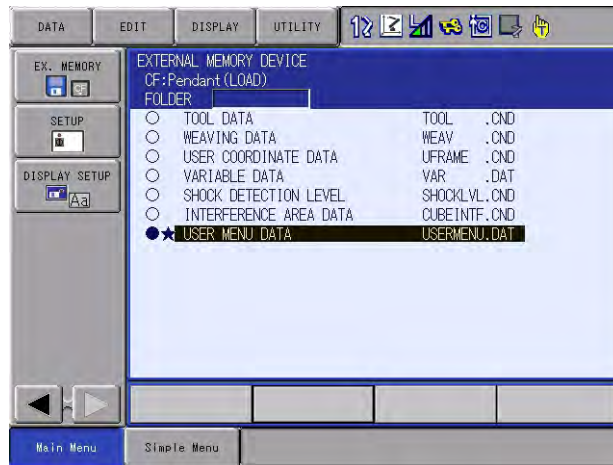 DATA EDIT DISPLAY UTILITY
EX. MEMORY
CF
SETUP
DISPLAY SETUP
Aa
EXTERNAL MEMORY DEVICE
CF:Pendant(LOAD)
FOLDER
TOOL DATA TOOL .CND
WEAVING DATA WEAV .CND
USER COORDINATE DATA UFRAME .CND
VARIABLE DATA VAR .DAT
SHOCK DETECTION LEVEL SHOCKLVL.CND
INTERFERENCE AREA DATA CUBEINTF.CND
USER MENU DATA USERMENU.DAT
Main Menu Simple Menu